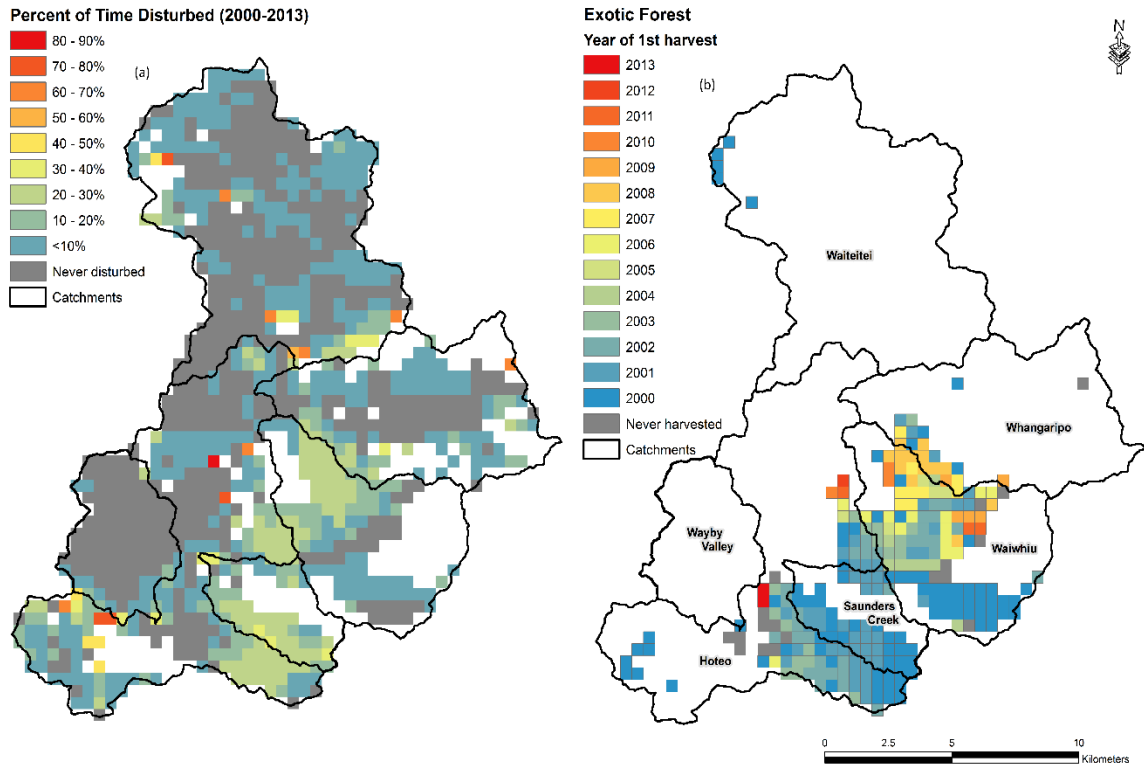 Percent of Time Disturbed (2000-2013)
80 - 90%
70 - 80%
60 - 70%
50 - 60%
40 - 50%
30 - 40%
20 - 30%
10 - 20%
<10%
Never disturbed
Catchments
(a)
Exotic Forest
Year of 1st harvest
2013
2012
2011
2010
2009
2008
2007
2006
2005
2004
2003
2002
2001
2000
Never harvested
Catchments
(b)
N
Waiteitei
Whangaripo
Wayby
Valley
Waiwhiu
Saunders
Creek
Hoteo
0 2.5 5 10
Kilometers